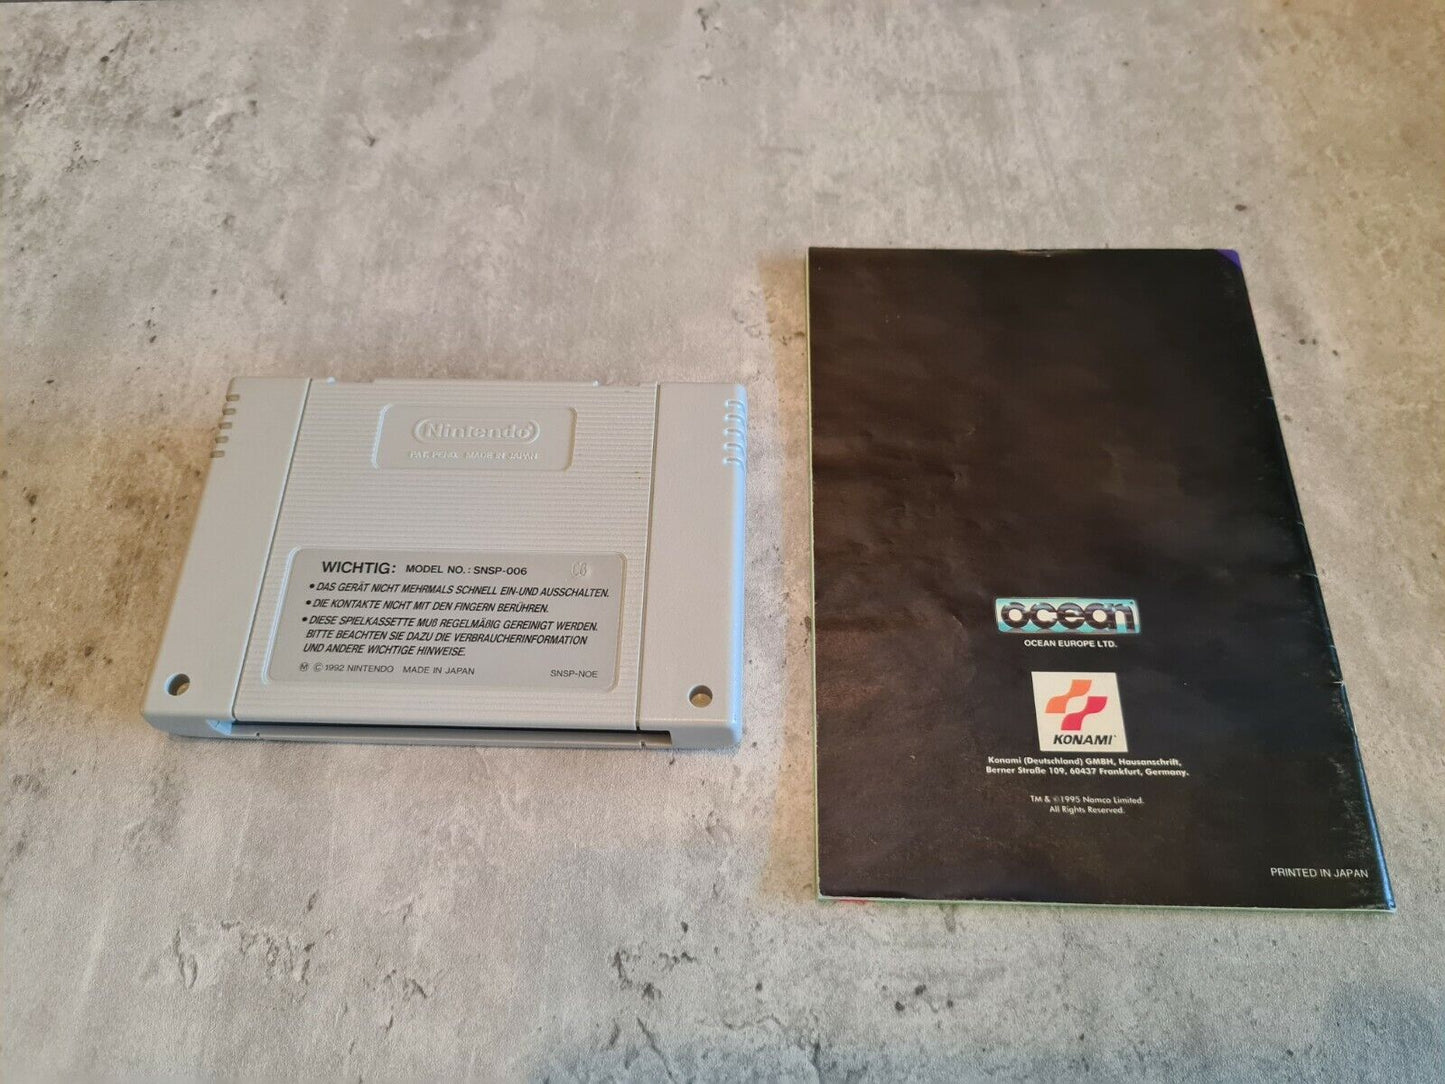 Nintendo
PAT. PEND. MADE IN JAPAN
WICHTIG: MODEL NO.: SNSP-006
C6
• DAS GERÄT NICHT MEHRMALS SCHNELL EIN-UND AUSSCHALTEN.
• DIE KONTAKTE NICHT MIT DEN FINGERN BERÜHREN.
• DIESE SPIELKASSETTE MUß REGELMÄßIG GEREINIGT WERDEN.
BITTE BEACHTEN SIE DAZU DIE VERBRAUCHERINFORMATION
UND ANDERE WICHTIGE HINWEISE.
Ⓜ © 1992 NINTENDO MADE IN JAPAN SNSP-NOE
ocean
OCEAN EUROPE LTD.
KONAMI
Konami (Deutschland) GMBH, Hausanschrift,
Berner Straße 109, 60437 Frankfurt, Germany.
TM & ©1995 Namco Limited.
All Rights Reserved.
PRINTED IN JAPAN